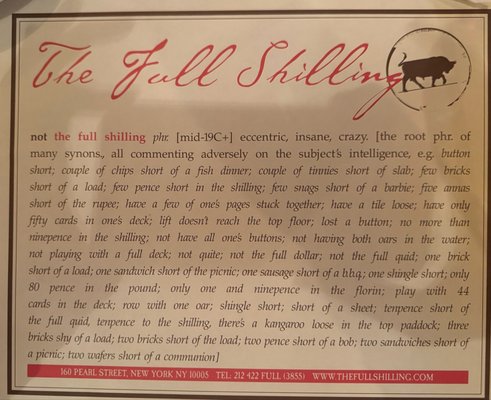 The Full Shilling
not the full shilling phr. [mid-19C+] eccentric, insane, crazy. [the root phr. of
many synons,, all commenting adversely on the subject's intelligence, e.g. button
short; couple of chips short of a fish dinner; couple of tinnies short of slab; few bricks
short of a load; few pence short in the shilling; few snags short of a barbie; five annas
short of the rupee; have a few of one's pages stuck together; have a tile loose; have only
fifty cards in one's deck; lift doesn't reach the top floor; lost a button; no more than
ninepence in the shilling; not have all one's buttons; not having both oars in the water;
not playing with a full deck; not quite; not the full dollar; not the full quid; one brick
short of a load; one sandwich short of the picnic; one sausage short of a b.b.q.; one shingle short; only
80 pence in the pound; only one and ninepence in the florin; play with 44
cards in the deck; row with one oar; shingle short; short of a sheet; tenpence short of
the full quid, tenpence to the shilling, there's a kangaroo loose in the top paddock; three
bricks shy of a load; two bricks short of the load; two pence short of a bob; two sandwiches short of
a picnic; two wafers short of a communion]
160 PEARL STREET, NEW YORK NY 10005 TEL: 212 422 FULL (3855) WWW.THEFULLSHILLING.COM